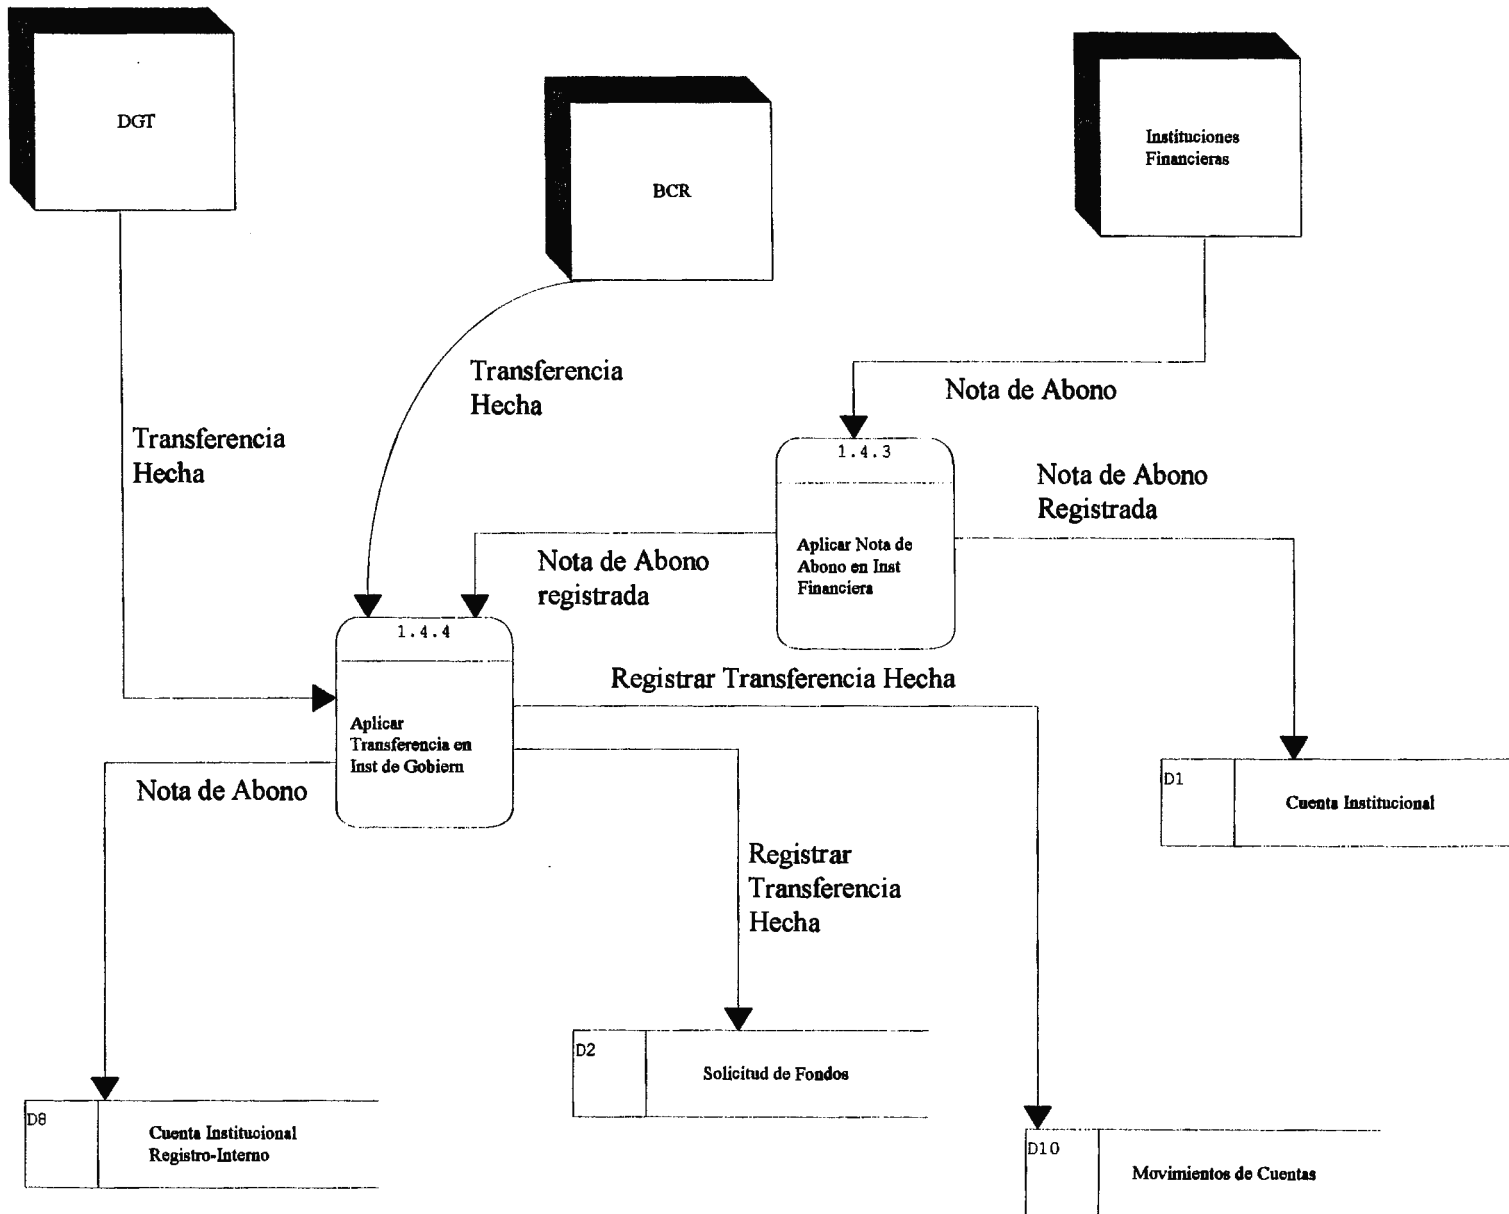 DGT
BCR
Instituciones
Financieras
Transferencia
Hecha
Nota de Abono
Transferencia
Hecha
1.4.3
Nota de Abono
Registrada
Aplicar Nota de
Abono en Inst
Financiera
Nota de Abono
registrada
1.4.4
Registrar Transferencia Hecha
Aplicar
Transferencia en
Inst de Gobiern
Nota de Abono
D1
Cuenta Institucional
Registrar
Transferencia
Hecha
D2
Solicitud de Fondos
D8
Cuenta Institucional
Registro-Interno
D10
Movimientos de Cuentas